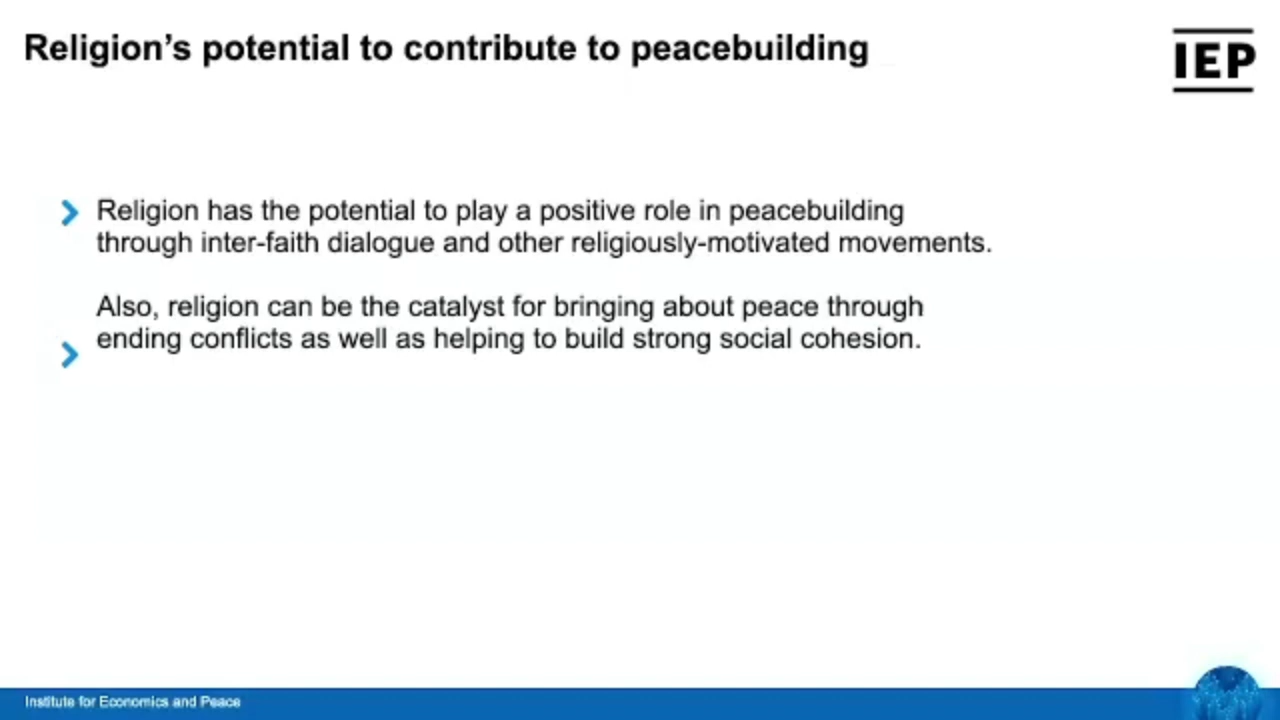 Religion’s potential to contribute to peacebuilding
IEP
Religion has the potential to play a positive role in peacebuilding
through inter-faith dialogue and other religiously-motivated movements.
Also, religion can be the catalyst for bringing about peace through
ending conflicts as well as helping to build strong social cohesion.
Institute for Economics and Peace